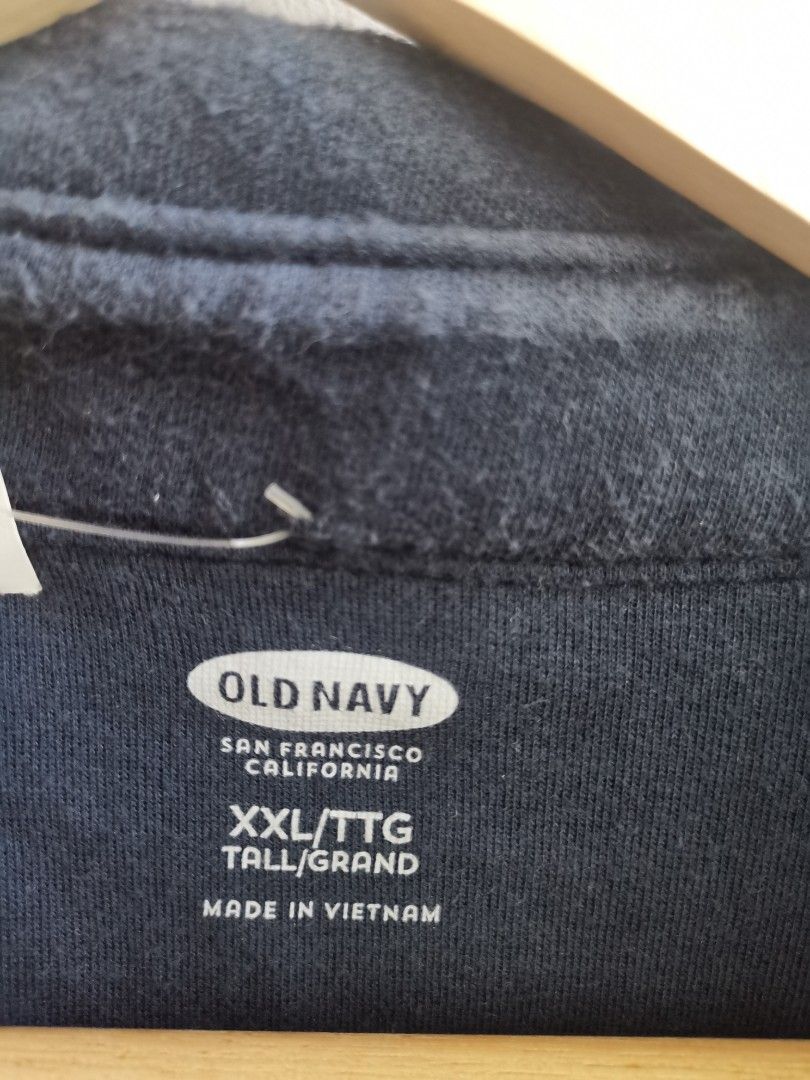 OLD NAVY
SAN FRANCISCO
CALIFORNIA
XXL/TTG
TALL/GRAND
MADE IN VIETNAM